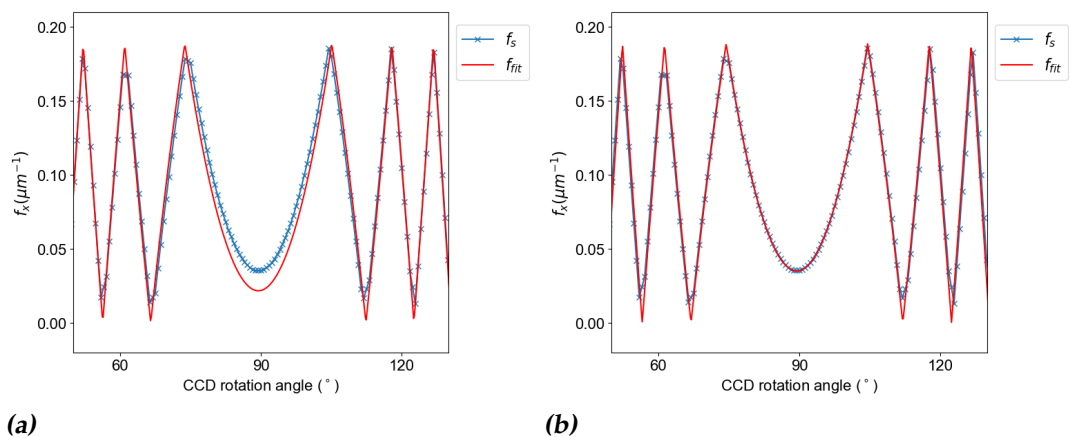 0.20
0.15
0.10
0.05
0.00
f_x(μm⁻¹)
60
90
120
CCD rotation angle (°)
f_s
f_fit
(a)
0.20
0.15
0.10
0.05
0.00
f_x(μm⁻¹)
60
90
120
CCD rotation angle (°)
f_s
f_fit
(b)